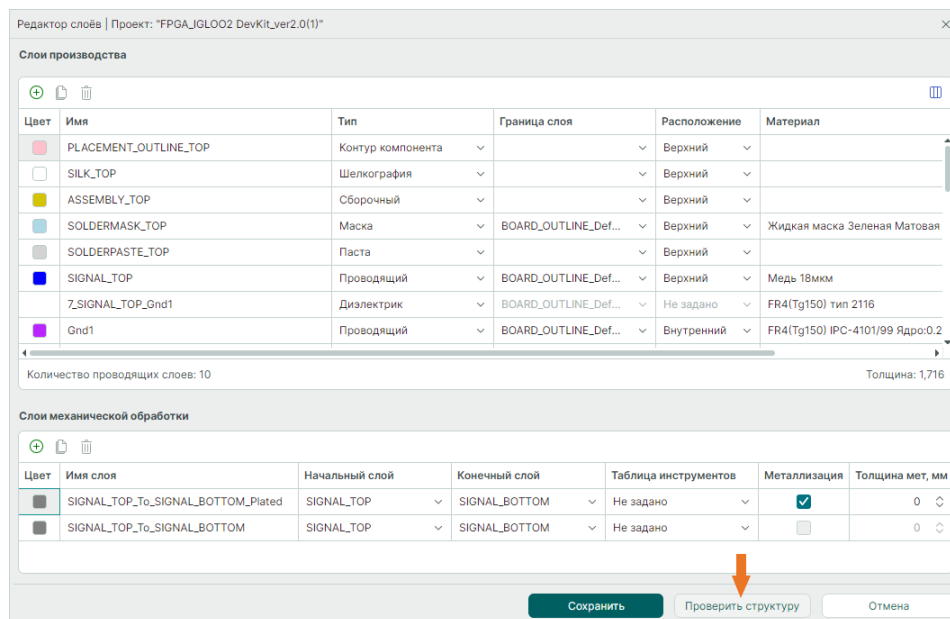 Редактор слоёв | Проект: "FPGA_IGLOO2 DevKit_ver2.0(1)"
Слои производства
Цвет Имя Тип Граница слоя Расположение Материал
PLACEMENT_OUTLINE_TOP Контур компонента Верхний
SILK_TOP Шелкография Верхний
ASSEMBLY_TOP Сборочный Верхний
SOLDERMASK_TOP Маска BOARD_OUTLINE_Def... Верхний Жидкая маска Зеленая Матовая
SOLDERPASTE_TOP Паста Верхний
SIGNAL_TOP Проводящий BOARD_OUTLINE_Def... Верхний Медь 18мкм
7_SIGNAL_TOP_Gnd1 Диэлектрик BOARD_OUTLINE_Def... Не задано FR4(Tg150) тип 2116
Gnd1 Проводящий BOARD_OUTLINE_Def... Внутренний FR4(Tg150) IPC-4101/99 Ядро:0.2
Количество проводящих слоев: 10 Толщина: 1,716
Слои механической обработки
Цвет Имя слоя Начальный слой Конечный слой Таблица инструментов Металлизация Толщина мет, мм
SIGNAL_TOP_To_SIGNAL_BOTTOM_Plated SIGNAL_TOP SIGNAL_BOTTOM Не задано 0
SIGNAL_TOP_To_SIGNAL_BOTTOM SIGNAL_TOP SIGNAL_BOTTOM Не задано 0
Сохранить Проверить структуру Отмена